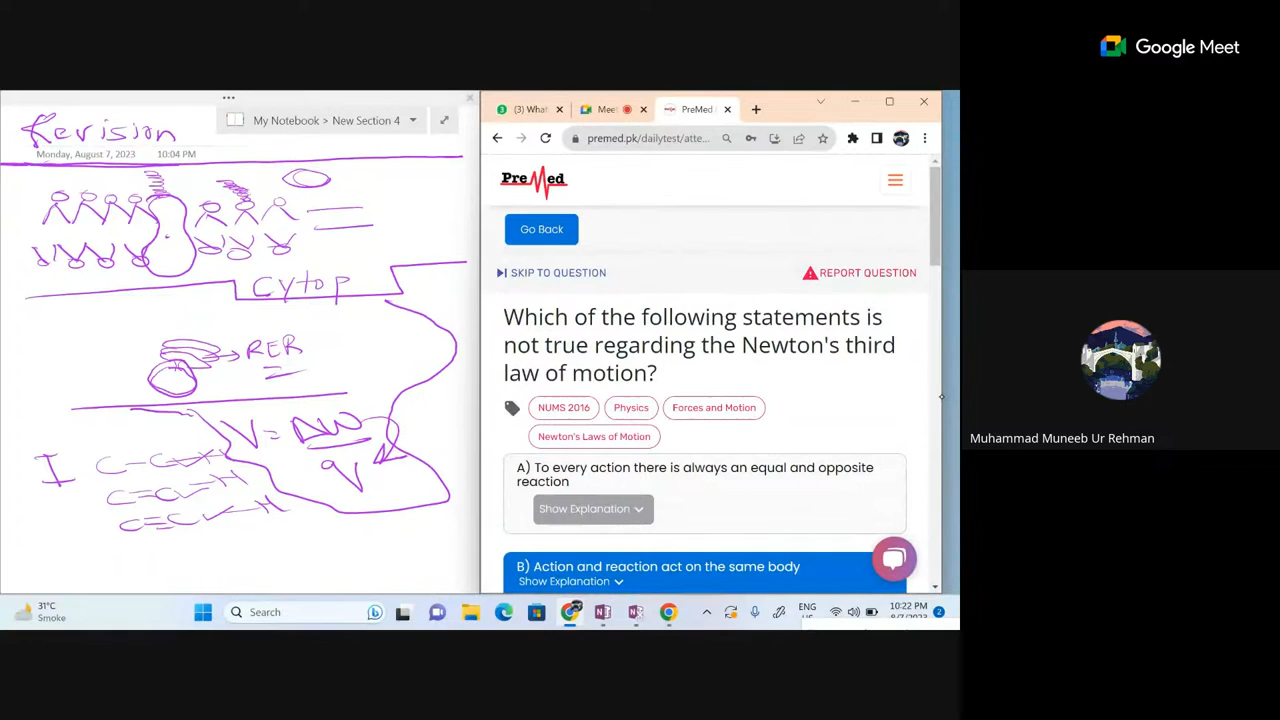 Google Meet
Revision
My Notebook > New Section 4
Monday, August 7, 2023 10:04 PM
Cytop
RER
V = ΔW
q
I
C - C
C = C - H
C ≡ C - H
(3) What
Meet
PreMed
premed.pk/dailytest/atte...
PreMed
Go Back
SKIP TO QUESTION
REPORT QUESTION
Which of the following statements is
not true regarding the Newton's third
law of motion?
NUMS 2016
Physics
Forces and Motion
Newton's Laws of Motion
A) To every action there is always an equal and opposite
reaction
Show Explanation
B) Action and reaction act on the same body
Show Explanation
Muhammad Muneeb Ur Rehman
31°C
Smoke
Search
ENG
10:22 PM
2